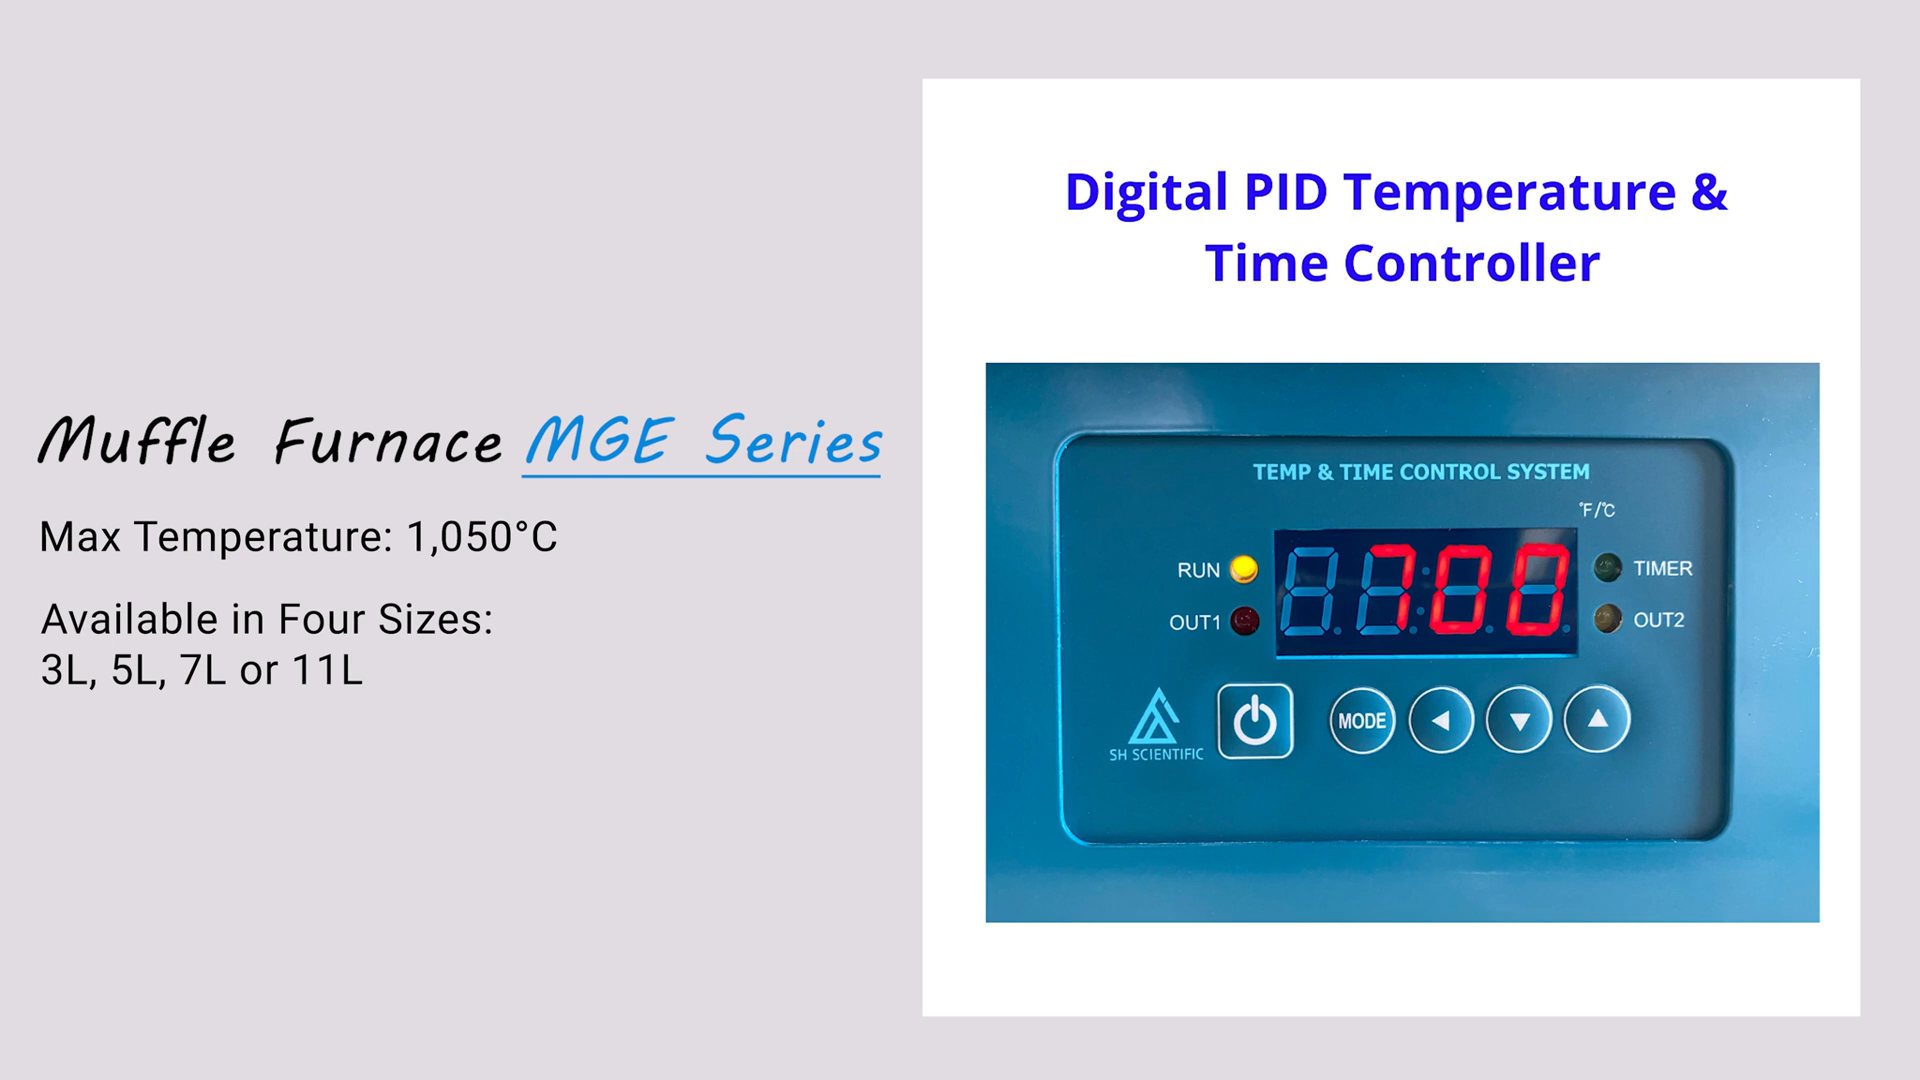 Muffle Furnace MGE Series
Max Temperature: 1,050°C
Available in Four Sizes:
3L, 5L, 7L or 11L
Digital PID Temperature &
Time Controller
TEMP & TIME CONTROL SYSTEM
°F/°C
RUN
700
TIMER
OUT1
OUT2
MODE
SH SCIENTIFIC